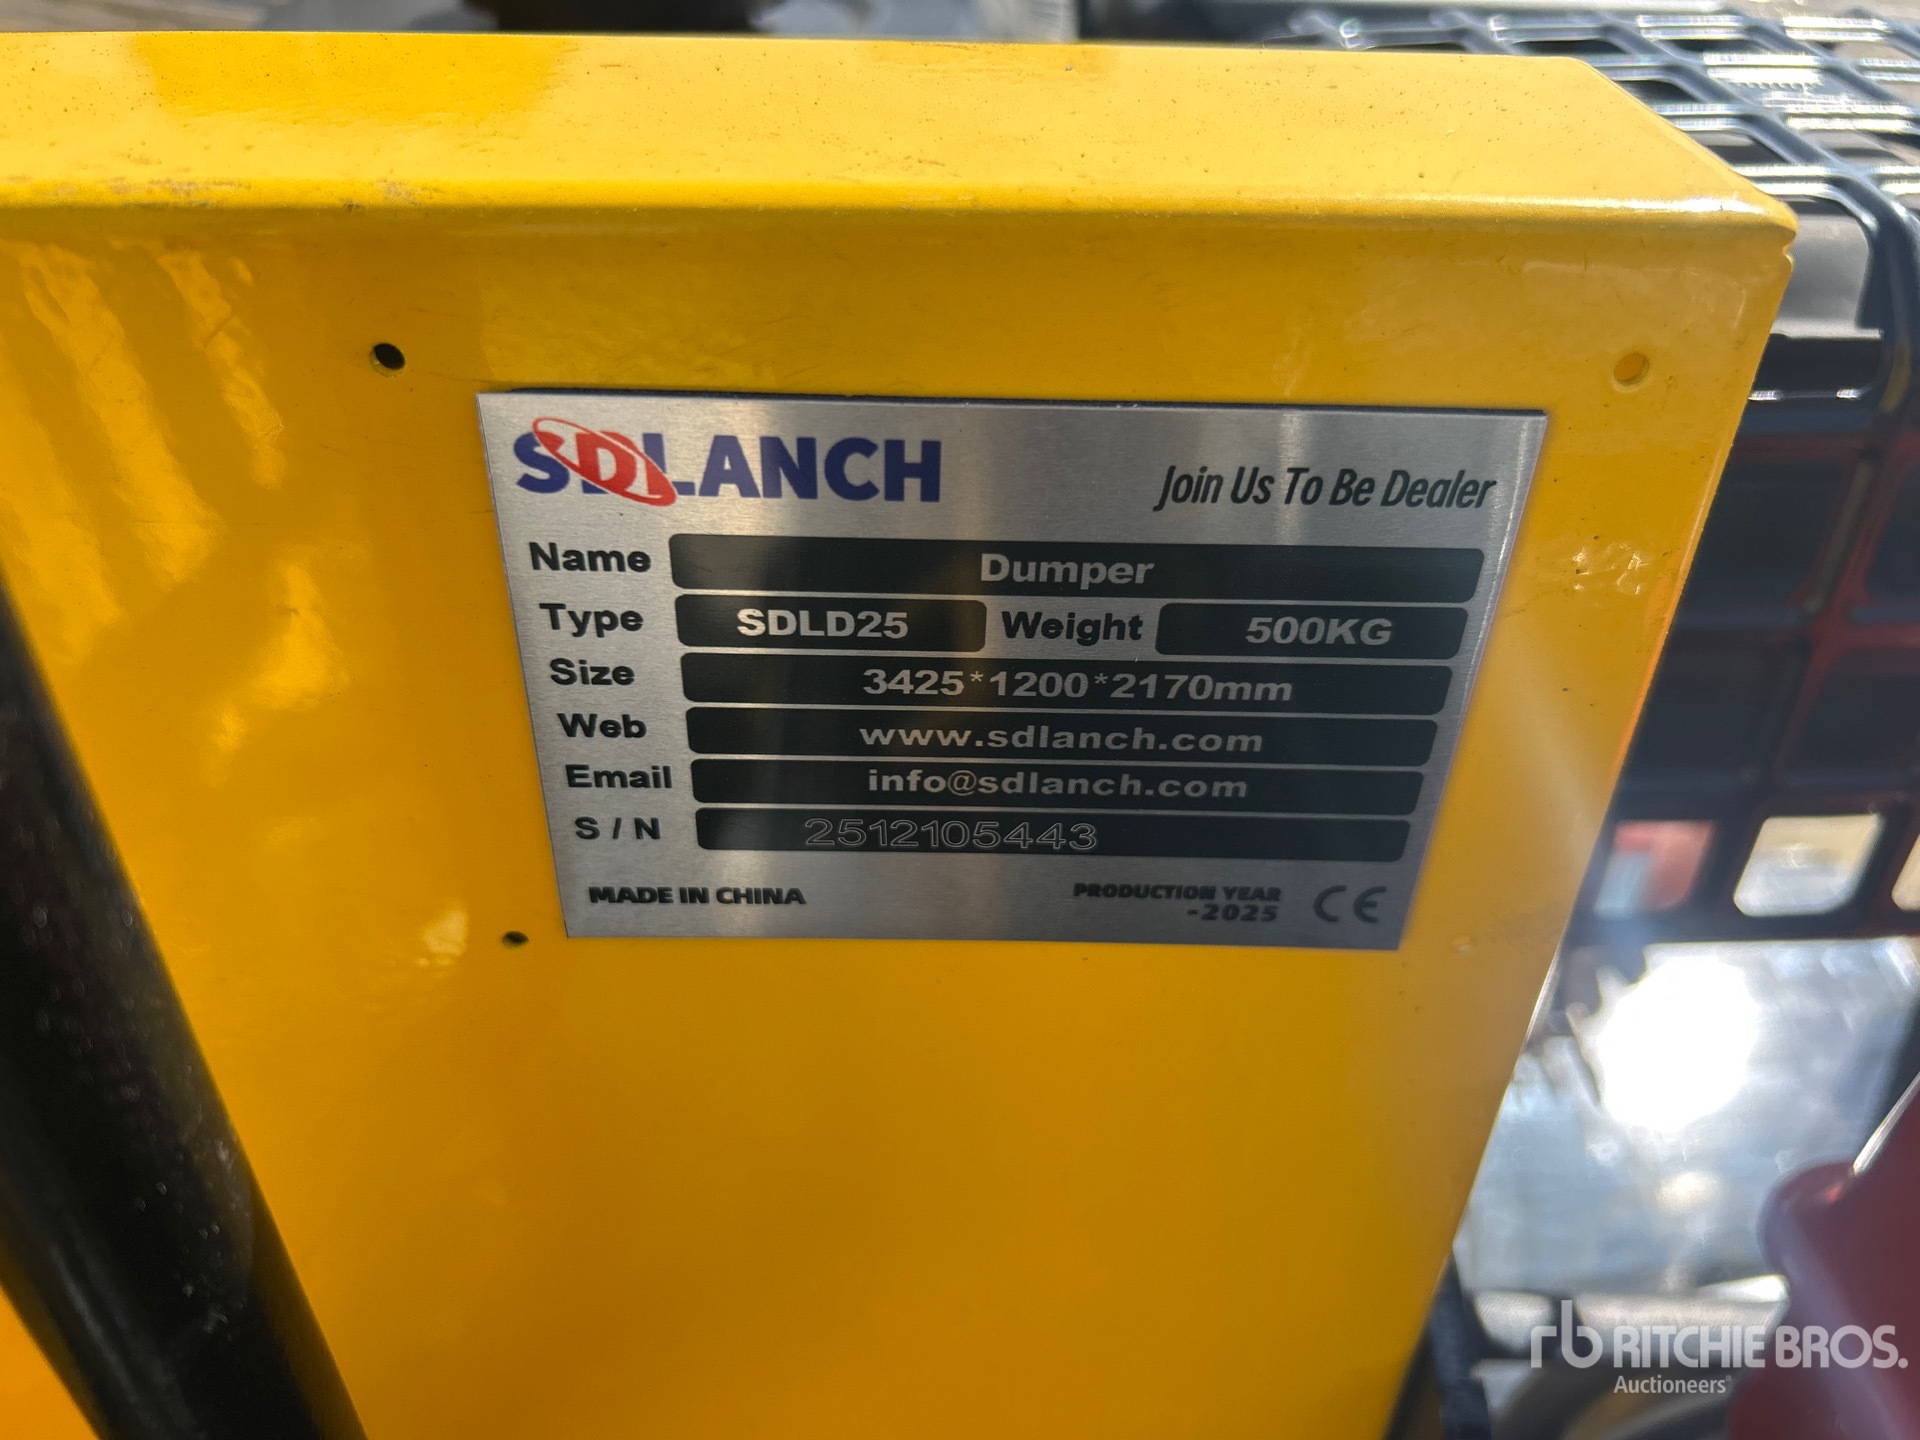 SDLANCH
Join Us To Be Dealer
Name Dumper
Type SDLD25 Weight 500KG
Size 3425*1200*2170mm
Web www.sdlanch.com
Email info@sdlanch.com
S / N 2512105443
MADE IN CHINA
PRODUCTION YEAR
-2025
CE
rb RITCHIE BROS.
Auctioneers